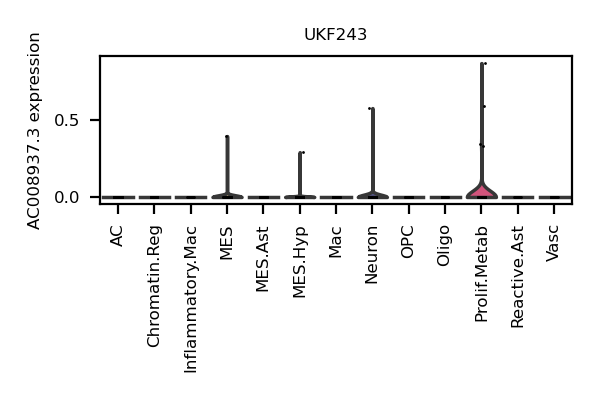 UKF243
AC008937.3 expression
0.5
0.0
AC
Chromatin.Reg
Inflammatory.Mac
MES
MES.Ast
MES.Hyp
Mac
Neuron
OPC
Oligo
Prolif.Metab
Reactive.Ast
Vasc